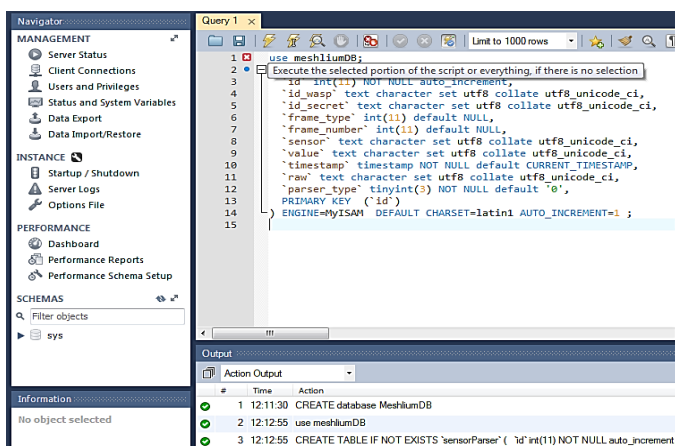 Navigator
MANAGEMENT
Server Status
Client Connections
Users and Privileges
Status and System Variables
Data Export
Data Import/Restore
INSTANCE
Startup / Shutdown
Server Logs
Options File
PERFORMANCE
Dashboard
Performance Reports
Performance Schema Setup
SCHEMAS
Filter objects
sys
Information
No object selected
Query 1
Limit to 1000 rows
1 use meshliumDB;
2
Execute the selected portion of the script or everything, if there is no selection
3 `id` int(11) NOT NULL auto_increment,
4 `id_wasp` text character set utf8 collate utf8_unicode_ci,
5 `id_secret` text character set utf8 collate utf8_unicode_ci,
6 `frame_type` int(11) default NULL,
7 `frame_number` int(11) default NULL,
8 `sensor` text character set utf8 collate utf8_unicode_ci,
9 `value` text character set utf8 collate utf8_unicode_ci,
10 `timestamp` timestamp NOT NULL default CURRENT_TIMESTAMP,
11 `raw` text character set utf8 collate utf8_unicode_ci,
12 `parser_type` tinyint(3) NOT NULL default '0',
13 PRIMARY KEY (`id`)
14 ) ENGINE=MyISAM DEFAULT CHARSET=latin1 AUTO_INCREMENT=1 ;
15
Output
Action Output
# Time Action
1 12:11:30 CREATE database MeshliumDB
2 12:12:55 use meshliumDB
3 12:12:55 CREATE TABLE IF NOT EXISTS `sensorParser` ( `id` int(11) NOT NULL auto_increment